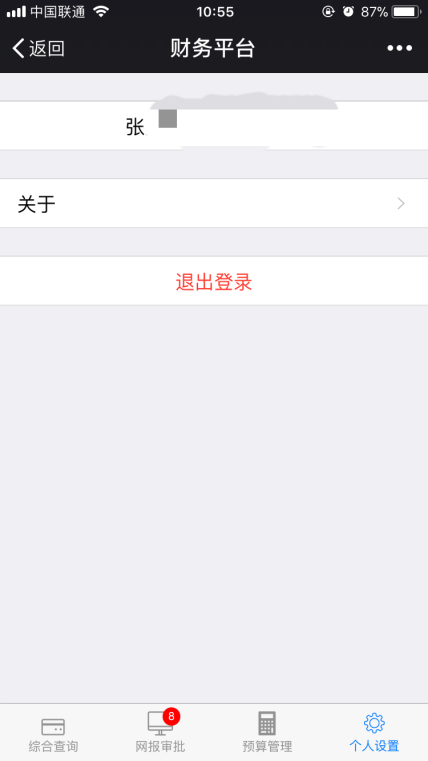 中国联通 10:55 87%
返回 财务平台
张
关于
退出登录
8
综合查询 网报审批 预算管理 个人设置